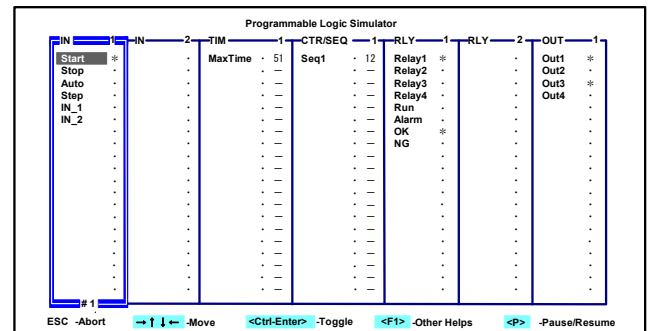 Programmable Logic Simulator
IN 1 IN 2 TIM 1 CTR/SEQ 1 RLY 1 RLY 2 OUT 1
Start * MaxTime 51 Seq1 12 Relay1 * Out1 *
Stop Relay2 Out2
Auto Relay3 Out3 *
Step Relay4 Out4
IN_1 Run
IN_2 Alarm
OK *
NG
# 1
ESC -Abort →↑↓← -Move <Ctrl-Enter> -Toggle <F1> -Other Helps <P> -Pause/Resume